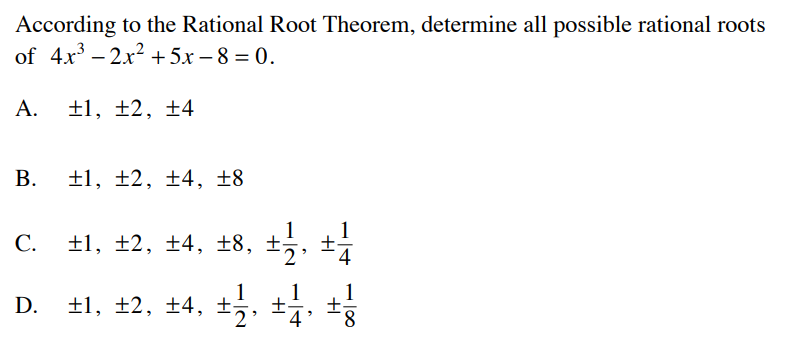 According to the Rational Root Theorem, determine all possible rational roots
of 4x³ – 2x² + 5x – 8 = 0.
A. ±1, ±2, ±4
B. ±1, ±2, ±4, ±8
C. ±1, ±2, ±4, ±8, ±1/2, ±1/4
D. ±1, ±2, ±4, ±1/2, ±1/4, ±1/8